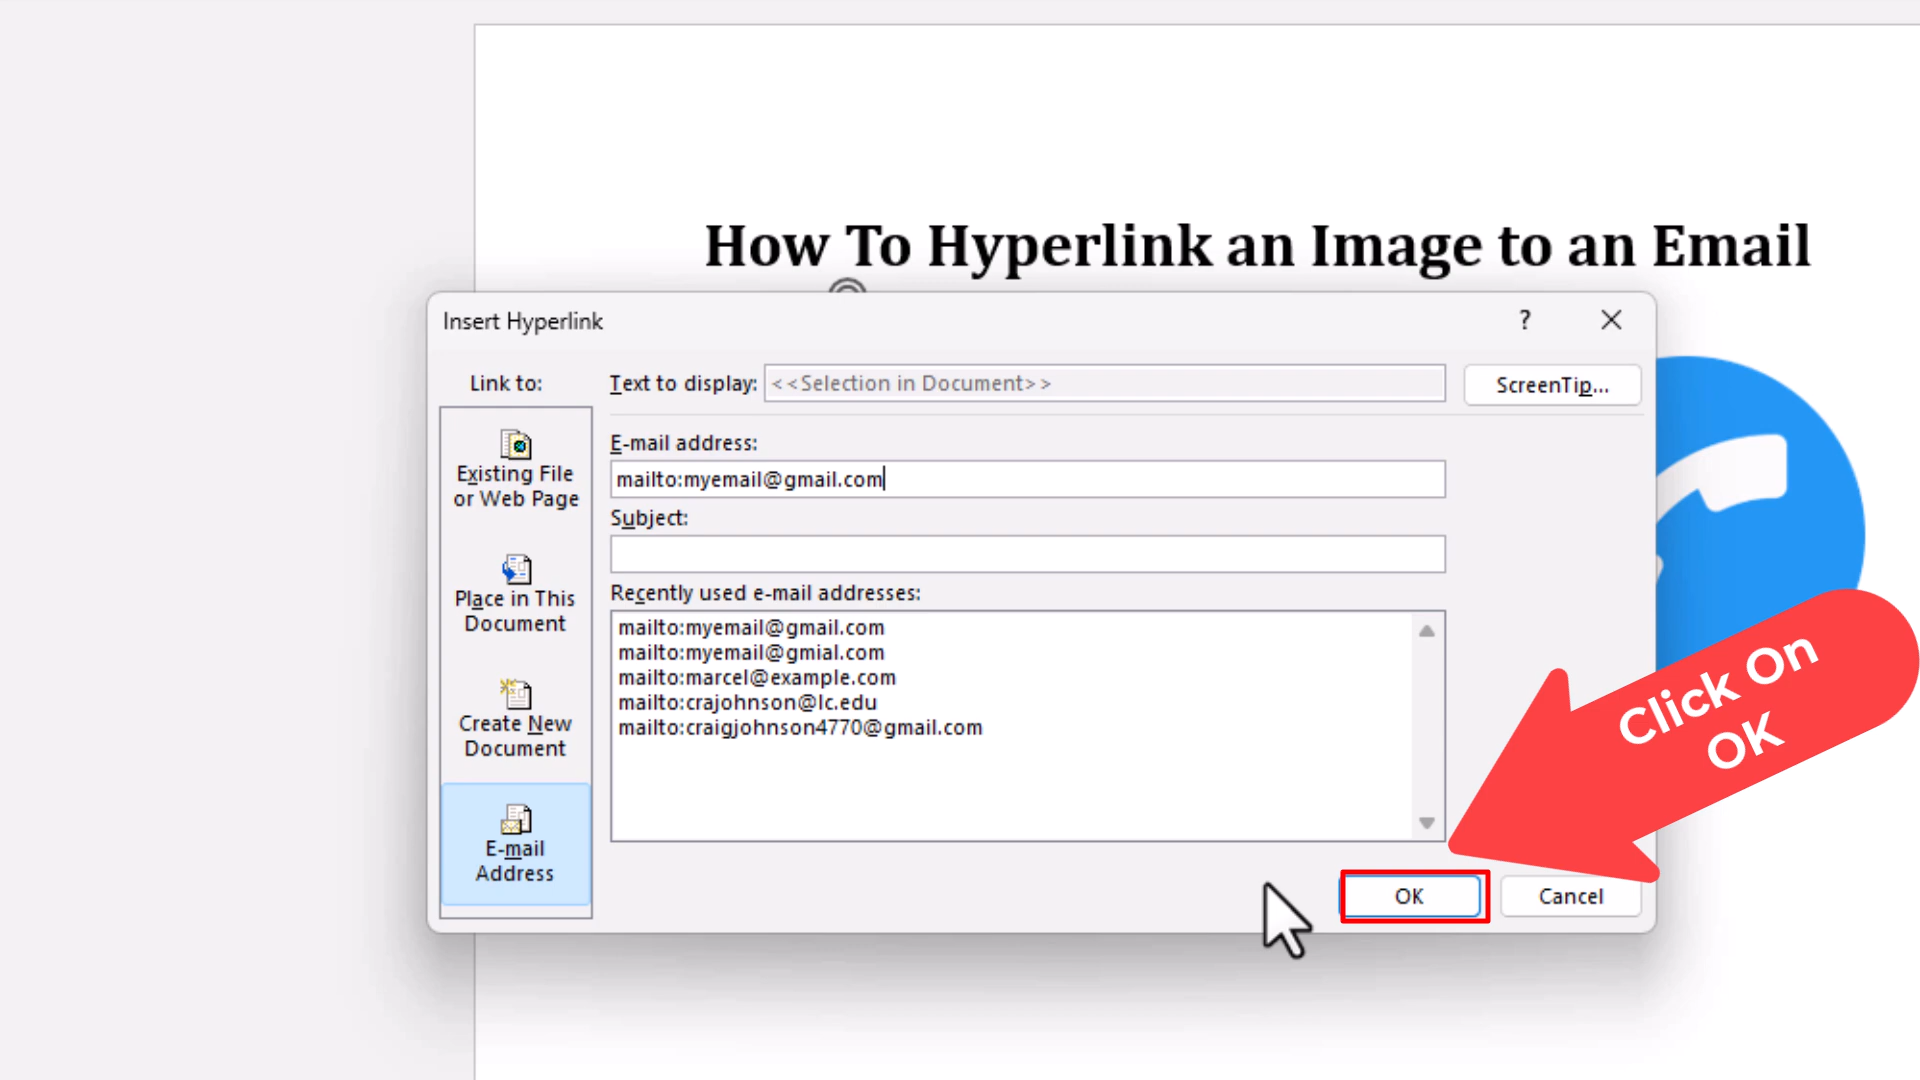 How To Hyperlink an Image to an Email
Insert Hyperlink
?
Link to:
Text to display: <<Selection in Document>>
ScreenTip...
Existing File
or Web Page
Place in This
Document
Create New
Document
E-mail
Address
E-mail address:
mailto:myemail@gmail.com
Subject:
Recently used e-mail addresses:
mailto:myemail@gmail.com
mailto:myemail@gmial.com
mailto:marcel@example.com
mailto:crajohnson@lc.edu
mailto:craigjohnson4770@gmail.com
Click On
OK
OK
Cancel